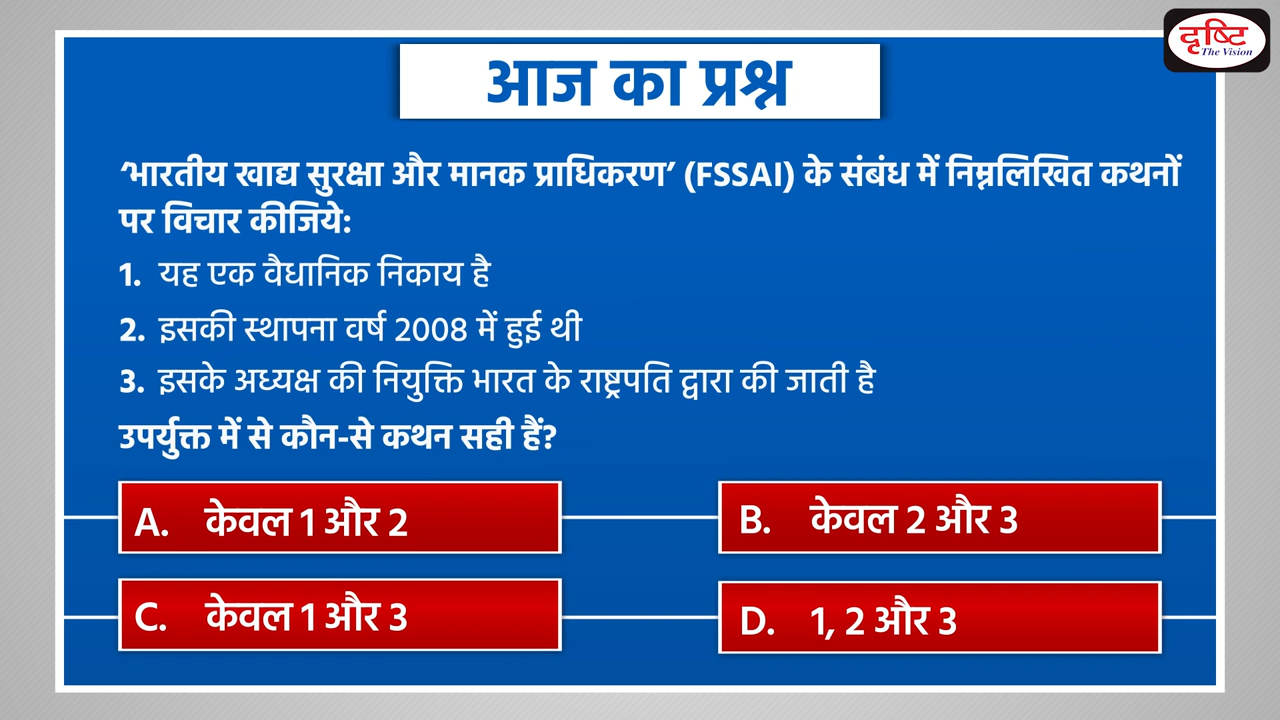 दृष्टि
The Vision
आज का प्रश्न
‘भारतीय खाद्य सुरक्षा और मानक प्राधिकरण’ (FSSAI) के संबंध में निम्नलिखित कथनों
पर विचार कीजिये:
1. यह एक वैधानिक निकाय है
2. इसकी स्थापना वर्ष 2008 में हुई थी
3. इसके अध्यक्ष की नियुक्ति भारत के राष्ट्रपति द्वारा की जाती है
उपर्युक्त में से कौन-से कथन सही हैं?
A. केवल 1 और 2
B. केवल 2 और 3
C. केवल 1 और 3
D. 1, 2 और 3